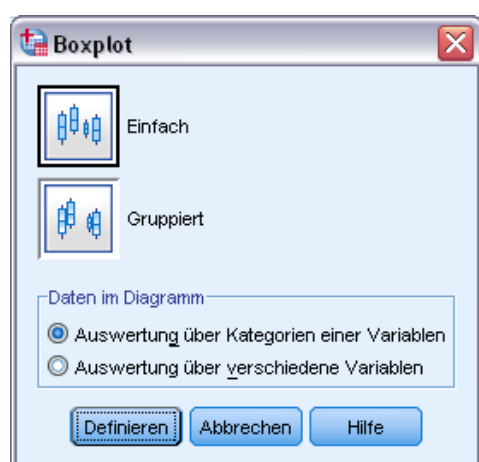 Boxplot
Einfach
Gruppiert
Daten im Diagramm
Auswertung über Kategorien einer Variablen
Auswertung über verschiedene Variablen
Definieren Abbrechen Hilfe